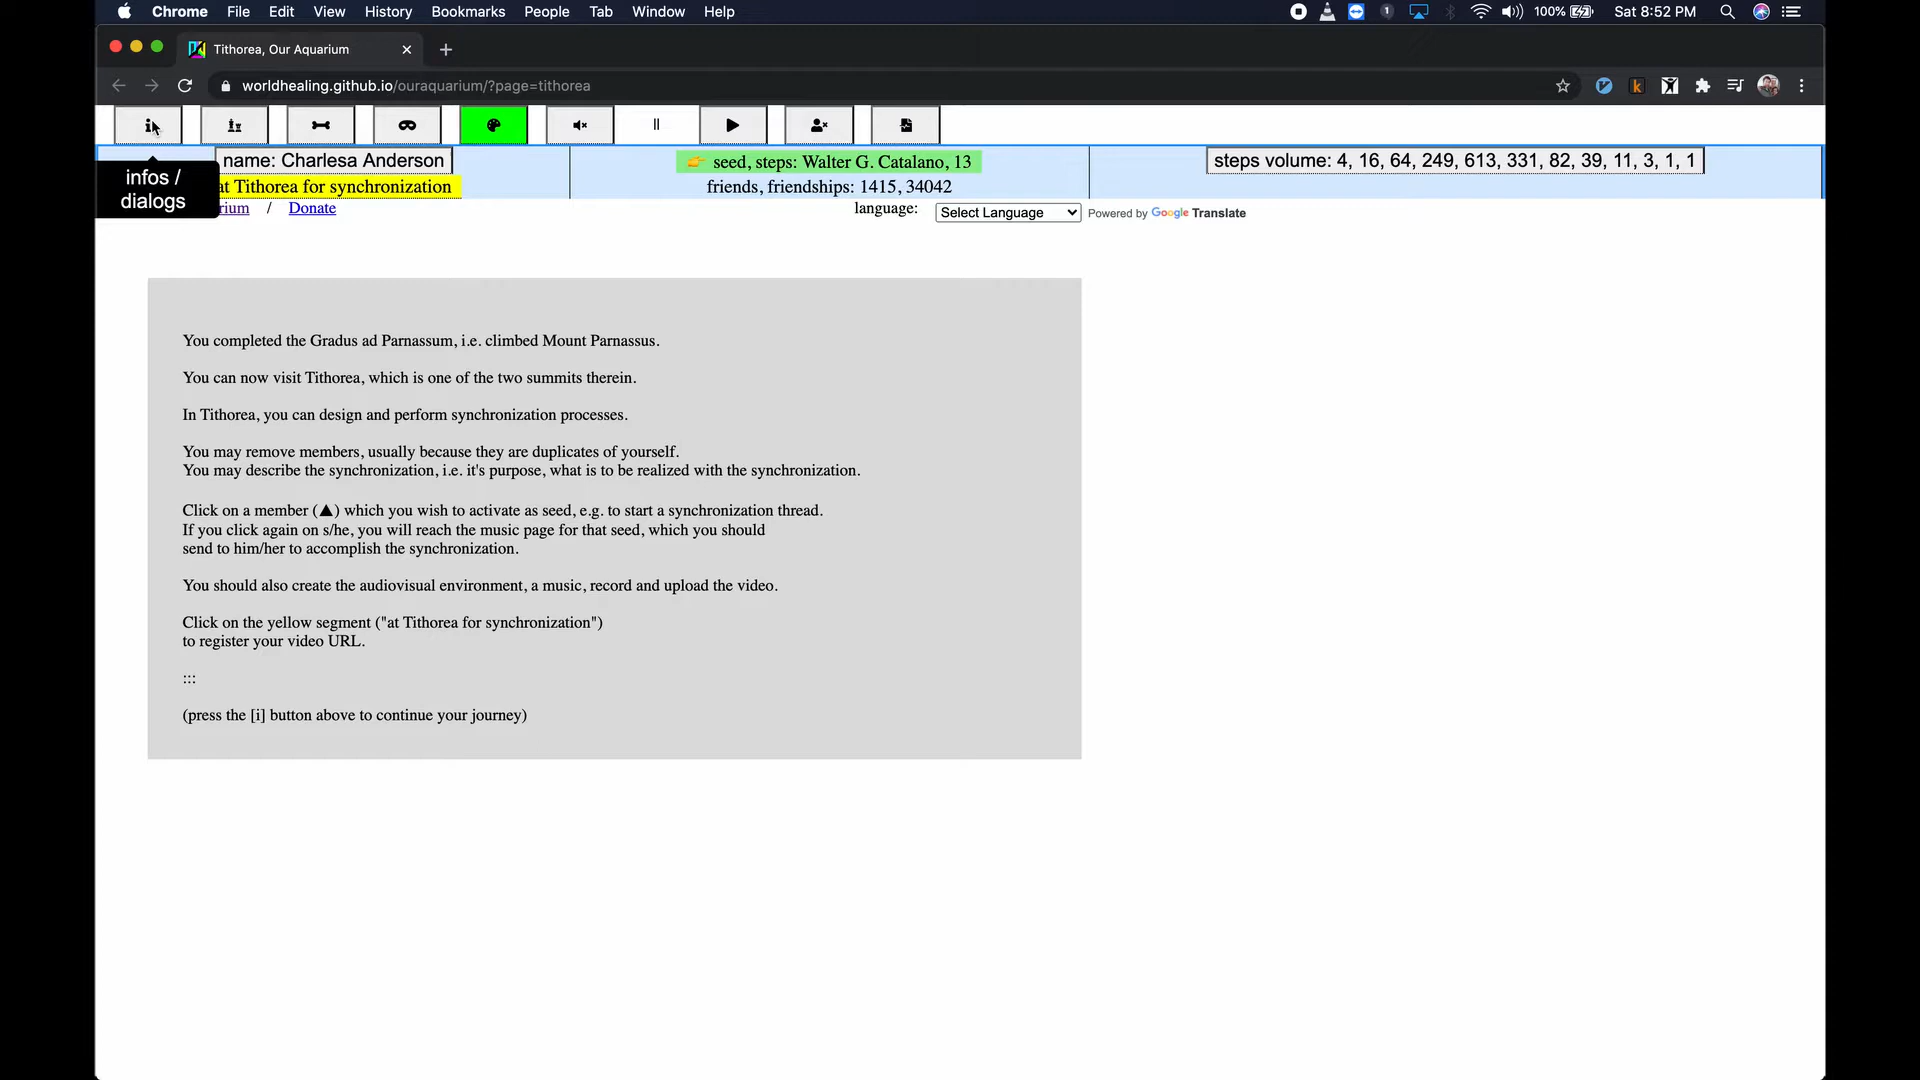 Chrome File Edit View History Bookmarks People Tab Window Help 100% Sat 8:52 PM
Tithorea, Our Aquarium
worldhealing.github.io/ouraquarium/?page=tithorea
infos /
dialogs
name: Charlesa Anderson
at Tithorea for synchronization
seed, steps: Walter G. Catalano, 13
friends, friendships: 1415, 34042
steps volume: 4, 16, 64, 249, 613, 331, 82, 39, 11, 3, 1, 1
rium / Donate
language: Select Language Powered by Google Translate
You completed the Gradus ad Parnassum, i.e. climbed Mount Parnassus.
You can now visit Tithorea, which is one of the two summits therein.
In Tithorea, you can design and perform synchronization processes.
You may remove members, usually because they are duplicates of yourself.
You may describe the synchronization, i.e. it's purpose, what is to be realized with the synchronization.
Click on a member (▲) which you wish to activate as seed, e.g. to start a synchronization thread.
If you click again on s/he, you will reach the music page for that seed, which you should
send to him/her to accomplish the synchronization.
You should also create the audiovisual environment, a music, record and upload the video.
Click on the yellow segment ("at Tithorea for synchronization")
to register your video URL.
:::
(press the [i] button above to continue your journey)